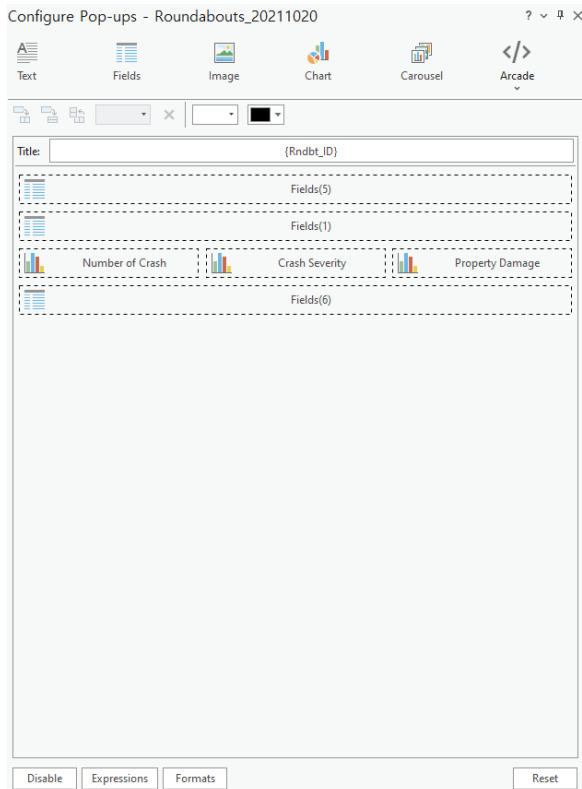 Configure Pop-ups - Roundabouts_20211020
Text Fields Image Chart Carousel Arcade
Title: {Rndbt_ID}
Fields(5)
Fields(1)
Number of Crash Crash Severity Property Damage
Fields(6)
Disable Expressions Formats Reset